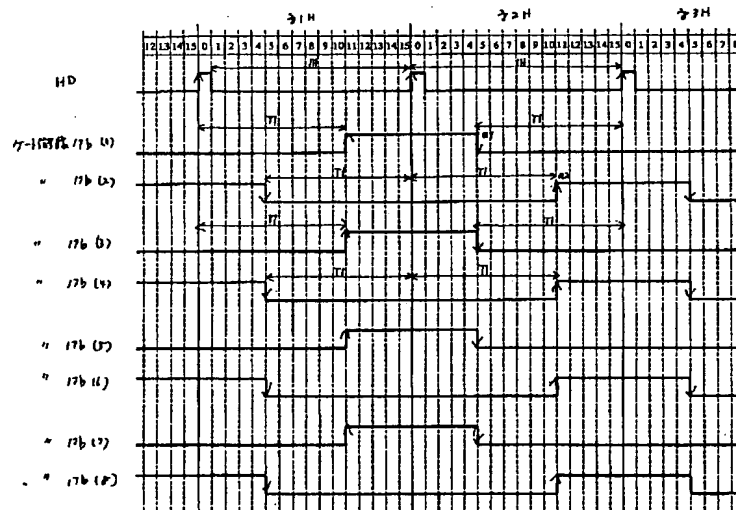 第1H 第2H 第3H
12 13 14 15 0 1 2 3 4 5 6 7 8 9 10 11 12 13 14 15 0 1 2 3 4 5 6 7 8 9 10 11 12 13 14 15 0 1 2 3 4 5 6 7 8
1H 1H
HD
T1 T1
ゲート信号 17b (1) a1
〃 17b (2) T1 T1 a2
T1 T1
〃 17b (3)
〃 17b (4) T1 T1
〃 17b (5)
〃 17b (6)
〃 17b (7)
〃 17b (8)